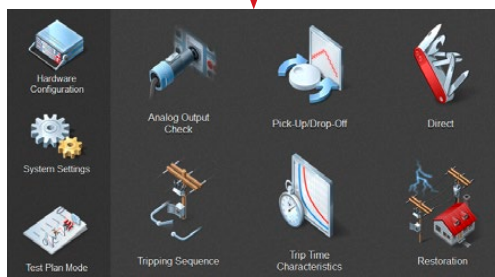 Hardware
Configuration
Analog Output
Check
Pick-Up/Drop-Off
Direct
System Settings
Test Plan Mode
Tripping Sequence
Trip Time
Characteristics
Restoration